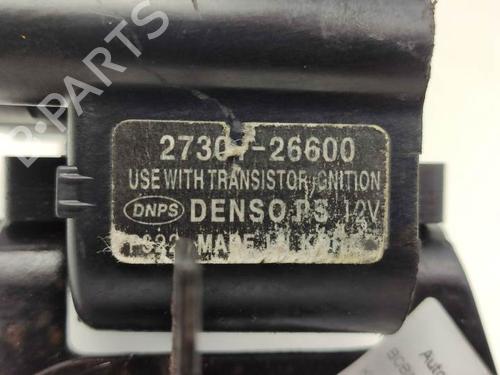 B-PARTS
27301-26600
USE WITH TRANSISTOR IGNITION
DNPS DENSO PS 12V
MADE IN KOREA